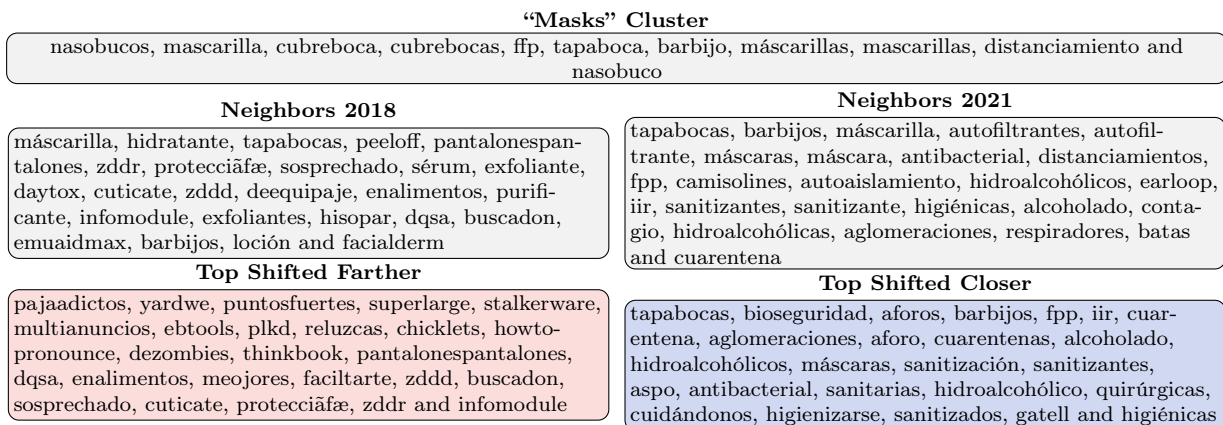 “Masks” Cluster
nasobucos, mascarilla, cubreboca, cubrebocas, ffp, tapaboca, barbijo, máscarillas, mascarillas, distanciamiento and
nasobuco
Neighbors 2018
máscarilla, hidratante, tapabocas, peeloff, pantalonespan-
talones, zddr, protecciãfæ, sosprechado, sérum, exfoliante,
daytox, cuticate, zddd, deequipaje, enalimentos, purifi-
cante, infomodule, exfoliantes, hisopar, dqsa, buscadon,
emuaidmax, barbijos, loción and facialderm
Neighbors 2021
tapabocas, barbijos, máscarilla, autofiltrantes, autofil-
trante, máscaras, máscara, antibacterial, distanciamientos,
fpp, camisolines, autoaislamiento, hidroalcohólicos, earloop,
iir, sanitizantes, sanitizante, higiénicas, alcoholado, conta-
gio, hidroalcohólicas, aglomeraciones, respiradores, batas
and cuarentena
Top Shifted Farther
pajaadictos, yardwe, puntosfuertes, superlarge, stalkerware,
multianuncios, ebtools, plkd, reluzcas, chicklets, howto-
pronounce, dezombies, thinkbook, pantalonespantalones,
dqsa, enalimentos, meojores, faciltarte, zddd, buscadon,
sosprechado, cuticate, protecciãfæ, zddr and infomodule
Top Shifted Closer
tapabocas, bioseguridad, aforos, barbijos, fpp, iir, cuar-
entena, aglomeraciones, aforo, cuarentenas, alcoholado,
hidroalcohólicos, máscaras, sanitización, sanitizantes,
aspo, antibacterial, sanitarias, hidroalcohólico, quirúrgicas,
cuidándonos, higienizarse, sanitizados, gatell and higiénicas